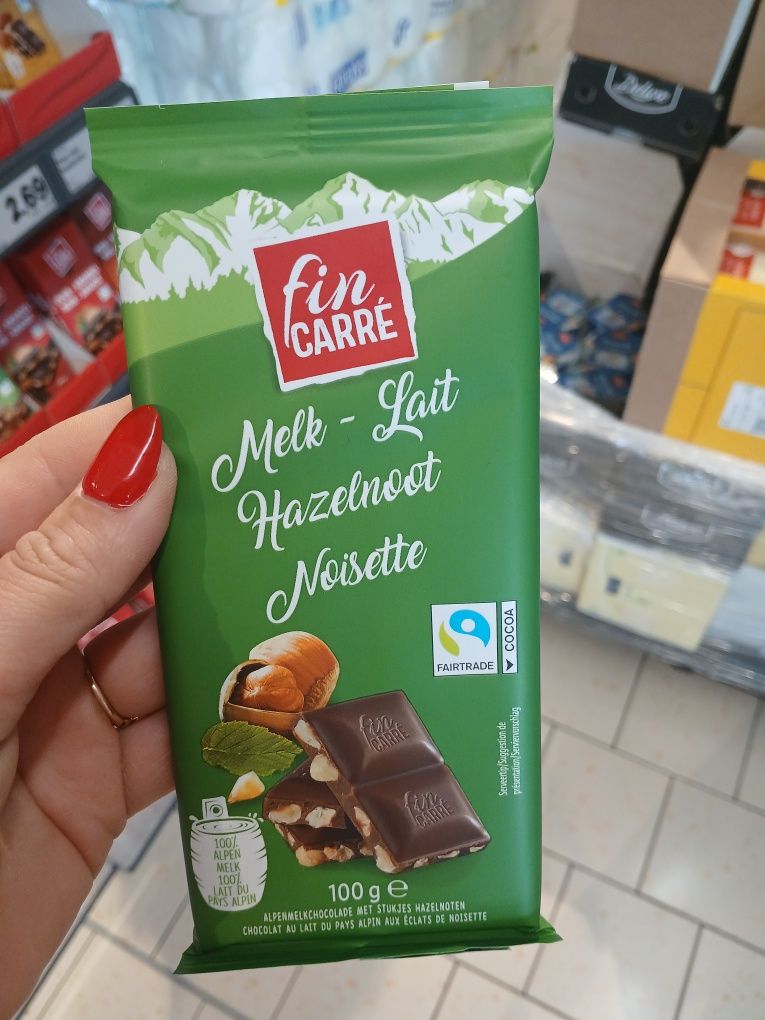 Deluxe
2.69
fin
CARRÉ
Melk - Lait
Hazelnoot
Noisette
FAIRTRADE
COCOA
Serveertip/Suggestion de
présentation/Serviervorschlag
fin
CARRÉ
fin
CARRÉ
100%
ALPEN
MELK
100%
LAIT DU
PAYS ALPIN
100 g e
ALPENMELKCHOCOLADE MET STUKJES HAZELNOTEN
CHOCOLAT AU LAIT DU PAYS ALPIN AUX ÉCLATS DE NOISETTE